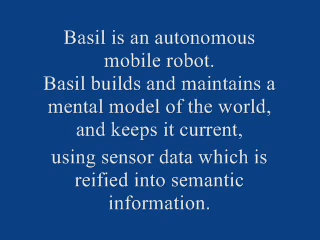 Basil is an autonomous
mobile robot.
Basil builds and maintains a
mental model of the world,
and keeps it current,
using sensor data which is
reified into semantic
information.